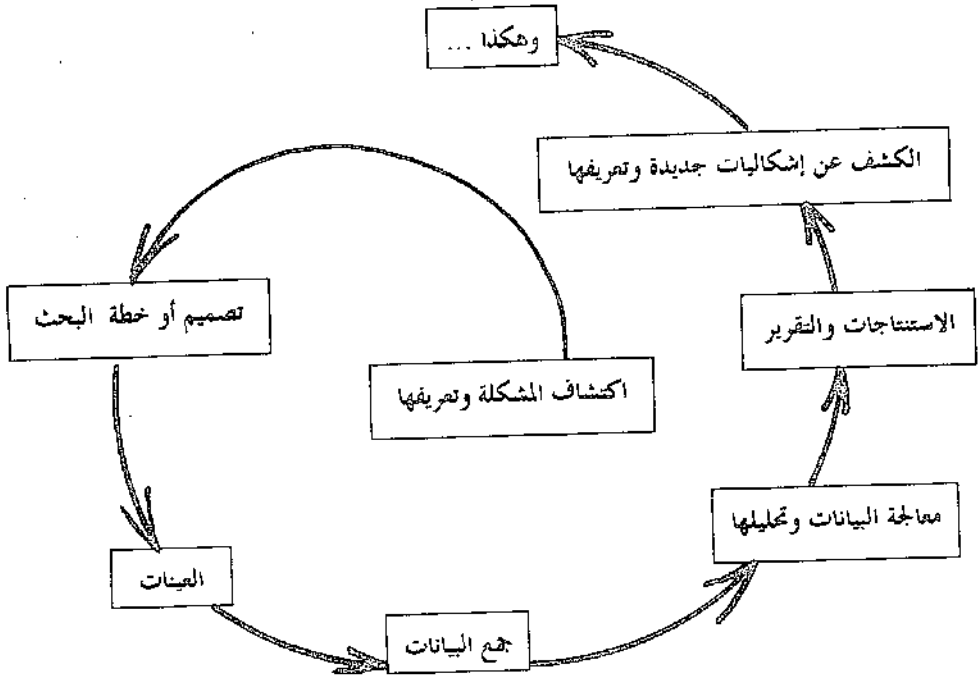 وهكذا ...
الكشف عن إشكاليات جديدة وتعريفها
تصميم أو خطة البحث
الاستنتاجات والتقرير
اكتشاف المشكلة وتعريفها
معالجة البيانات وتحليلها
العينات
جمع البيانات